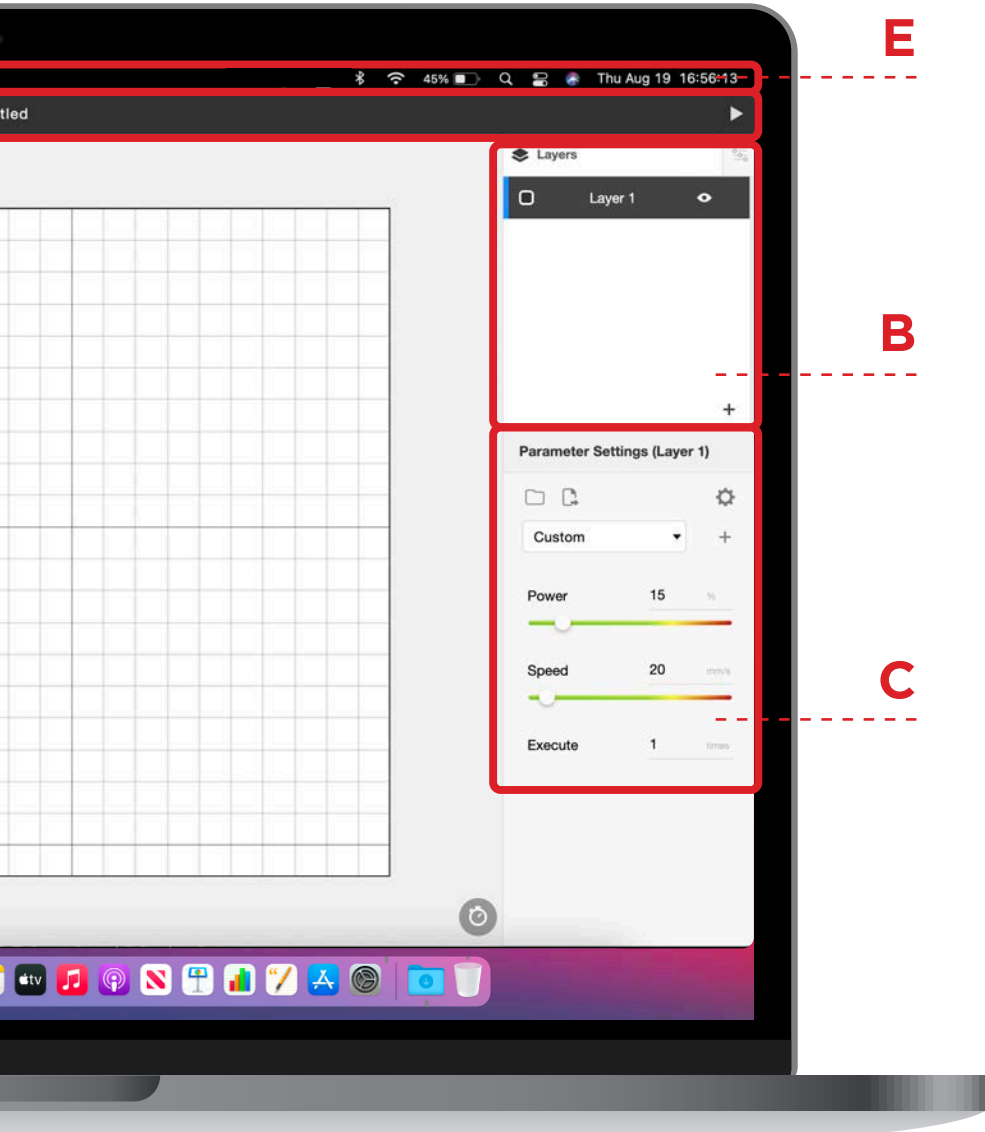 E
45% Thu Aug 19 16:56:13
tled
Layers
Layer 1
B
+
Parameter Settings (Layer 1)
Custom +
Power 15 %
Speed 20 mm/s
C
Execute 1 times
tv